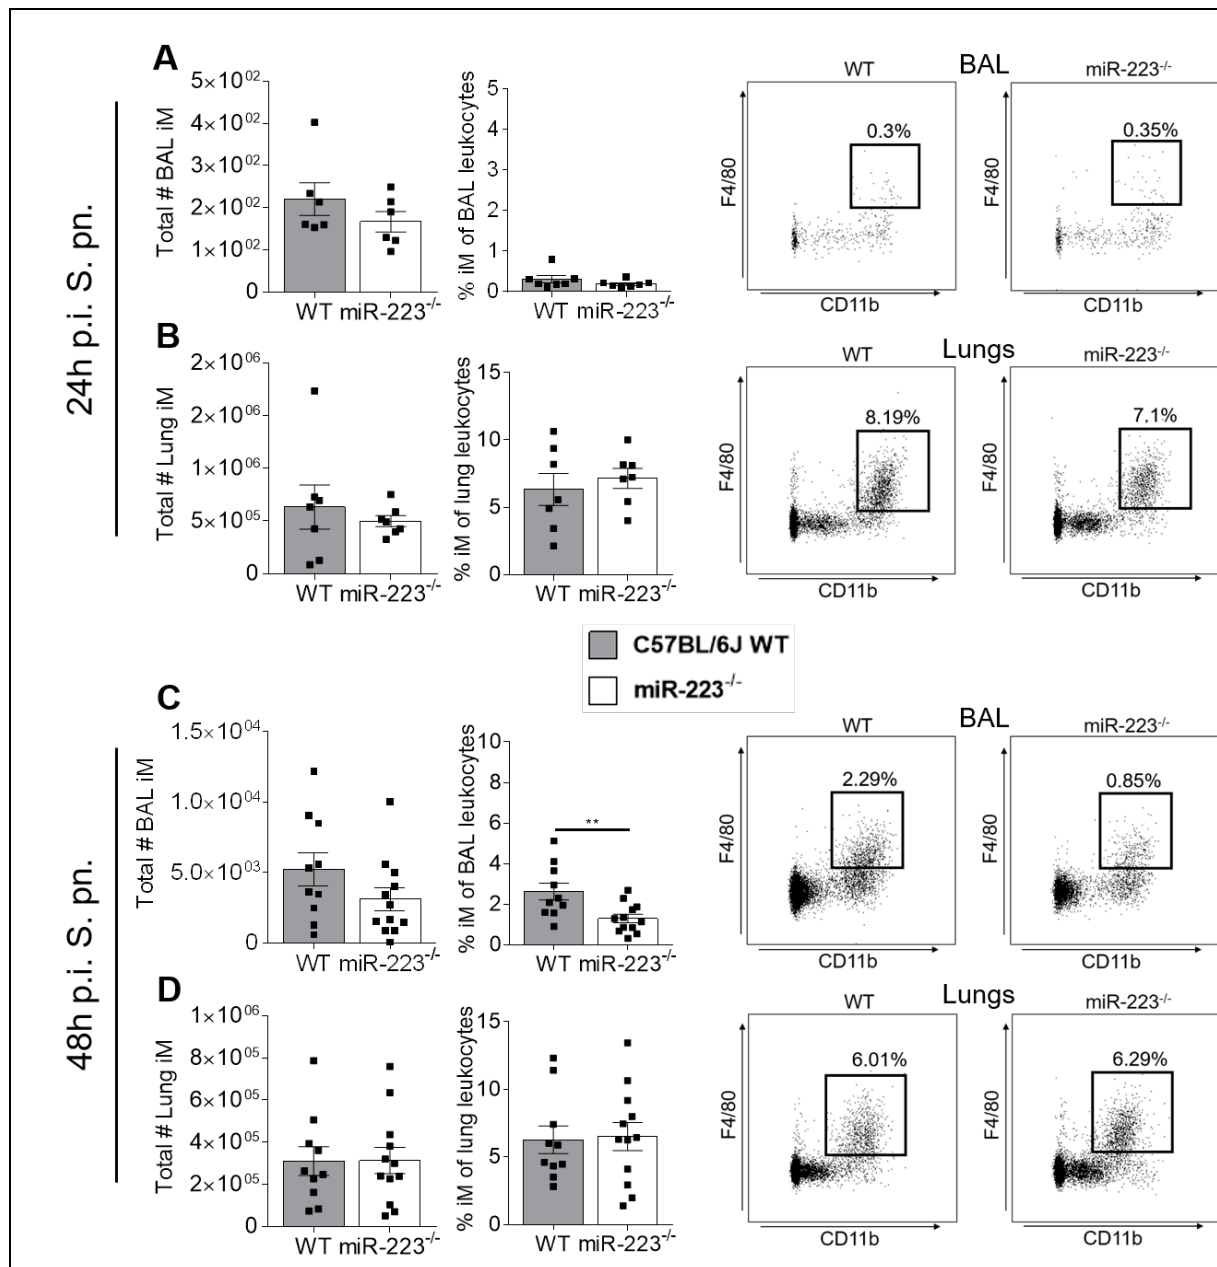 24h p.i. S. pn.
A
Total # BAL iM
5×10⁰²
4×10⁰²
3×10⁰²
2×10⁰²
1×10⁰²
0
WT miR-223⁻/⁻
% iM of BAL leukocytes
5
4
3
2
1
0
WT miR-223⁻/⁻
BAL
WT
0.3%
F4/80
CD11b
miR-223⁻/⁻
0.35%
F4/80
CD11b
B
Total # Lung iM
2×10⁰⁶
2×10⁰⁶
1×10⁰⁶
5×10⁰⁵
0
WT miR-223⁻/⁻
% iM of lung leukocytes
15
10
5
0
WT miR-223⁻/⁻
Lungs
WT
8.19%
F4/80
CD11b
miR-223⁻/⁻
7.1%
F4/80
CD11b
C57BL/6J WT
miR-223⁻/⁻
48h p.i. S. pn.
C
Total # BAL iM
1.5×10⁰⁴
1.0×10⁰⁴
5.0×10⁰³
0
WT miR-223⁻/⁻
% iM of BAL leukocytes
10
8
6
4
2
0
**
WT miR-223⁻/⁻
BAL
WT
2.29%
F4/80
CD11b
miR-223⁻/⁻
0.85%
F4/80
CD11b
D
Total # Lung iM
1×10⁰⁶
8×10⁰⁵
6×10⁰⁵
4×10⁰⁵
2×10⁰⁵
0
WT miR-223⁻/⁻
% iM of lung leukocytes
15
10
5
0
WT miR-223⁻/⁻
Lungs
WT
6.01%
F4/80
CD11b
miR-223⁻/⁻
6.29%
F4/80
CD11b